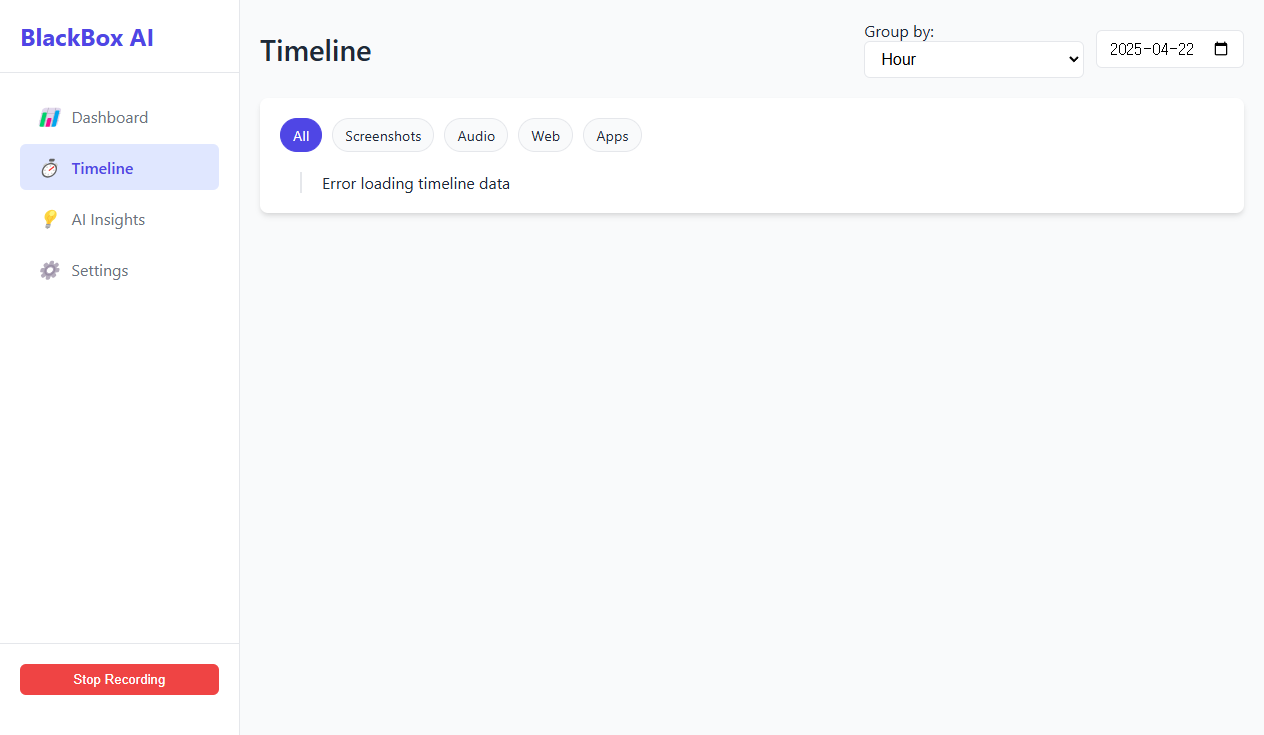 BlackBox AI
Dashboard
Timeline
AI Insights
Settings
Stop Recording
Timeline
Group by:
Hour
2025-04-22
All
Screenshots
Audio
Web
Apps
Error loading timeline data